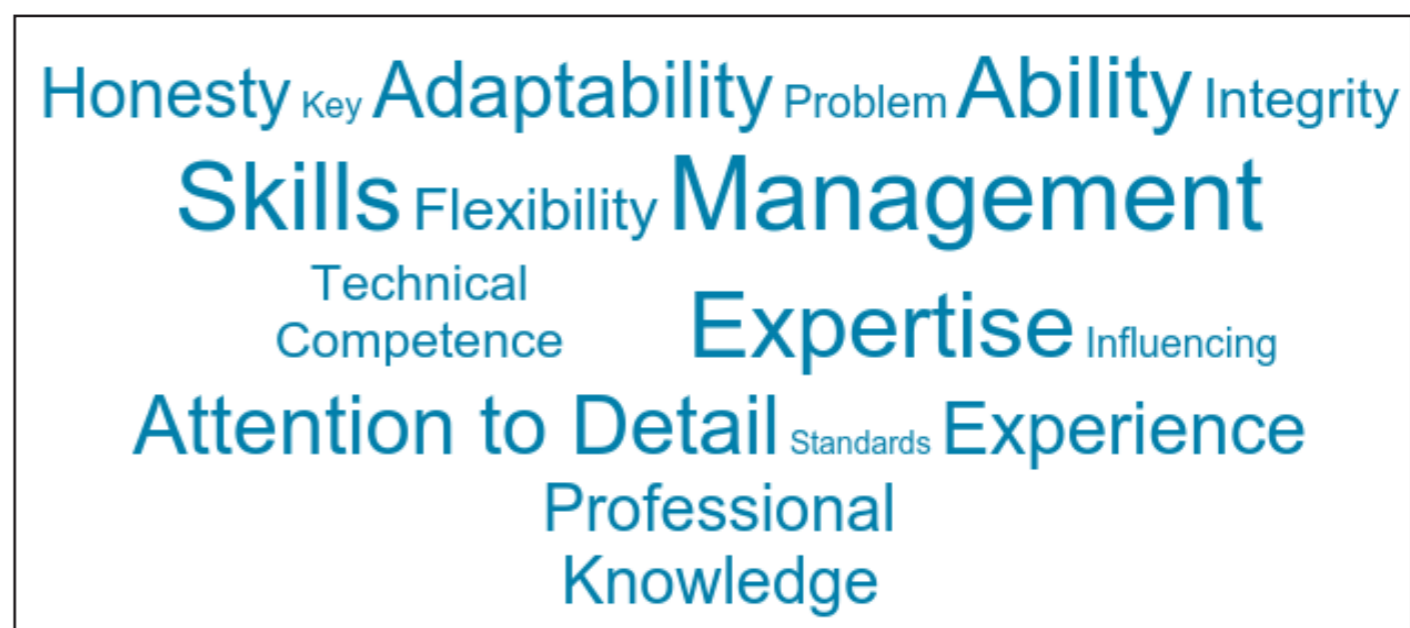 Honesty Key Adaptability Problem Ability Integrity
Skills Flexibility Management
Technical
Competence Expertise Influencing
Attention to Detail Standards Experience
Professional
Knowledge